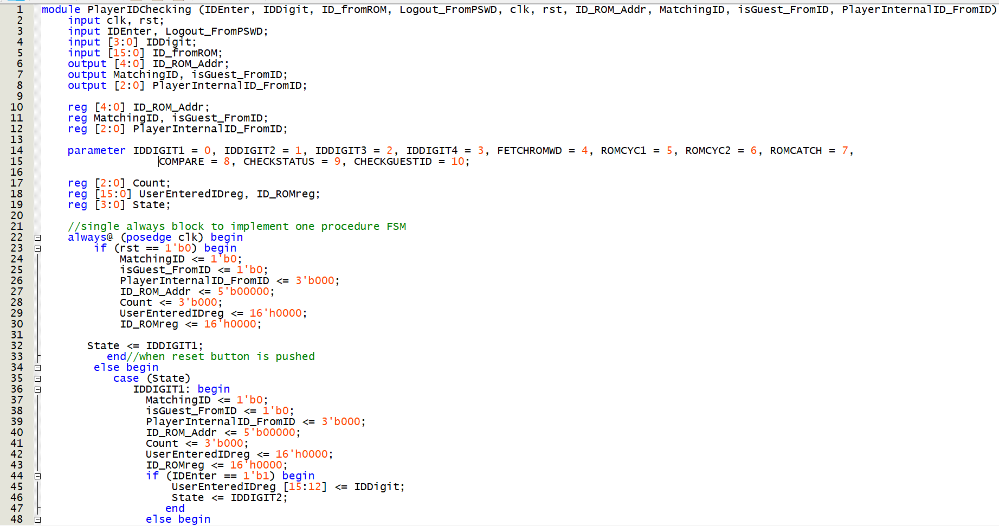 1 module PlayerIDChecking (IDEnter, IDDigit, ID_fromROM, Logout_FromPSWD, clk, rst, ID_ROM_Addr, MatchingID, isGuest_FromID, PlayerInternalID_FromID)
2 input clk, rst;
3 input IDEnter, Logout_FromPSWD;
4 input [3:0] IDDigit;
5 input [15:0] ID_fromROM;
6 output [4:0] ID_ROM_Addr;
7 output MatchingID, isGuest_FromID;
8 output [2:0] PlayerInternalID_FromID;
9
10 reg [4:0] ID_ROM_Addr;
11 reg MatchingID, isGuest_FromID;
12 reg [2:0] PlayerInternalID_FromID;
13
14 parameter IDDIGIT1 = 0, IDDIGIT2 = 1, IDDIGIT3 = 2, IDDIGIT4 = 3, FETCHROMWD = 4, ROMCYC1 = 5, ROMCYC2 = 6, ROMCATCH = 7,
15 COMPARE = 8, CHECKSTATUS = 9, CHECKGUESTID = 10;
16
17 reg [2:0] Count;
18 reg [15:0] UserEnteredIDreg, ID_ROMreg;
19 reg [3:0] State;
20
21 //single always block to implement one procedure FSM
22 always@ (posedge clk) begin
23 if (rst == 1'b0) begin
24 MatchingID <= 1'b0;
25 isGuest_FromID <= 1'b0;
26 PlayerInternalID_FromID <= 3'b000;
27 ID_ROM_Addr <= 5'b00000;
28 Count <= 3'b000;
29 UserEnteredIDreg <= 16'h0000;
30 ID_ROMreg <= 16'h0000;
31
32 State <= IDDIGIT1;
33 end//when reset button is pushed
34 else begin
35 case (State)
36 IDDIGIT1: begin
37 MatchingID <= 1'b0;
38 isGuest_FromID <= 1'b0;
39 PlayerInternalID_FromID <= 3'b000;
40 ID_ROM_Addr <= 5'b00000;
41 Count <= 3'b000;
42 UserEnteredIDreg <= 16'h0000;
43 ID_ROMreg <= 16'h0000;
44 if (IDEnter == 1'b1) begin
45 UserEnteredIDreg [15:12] <= IDDigit;
46 State <= IDDIGIT2;
47 end
48 else begin